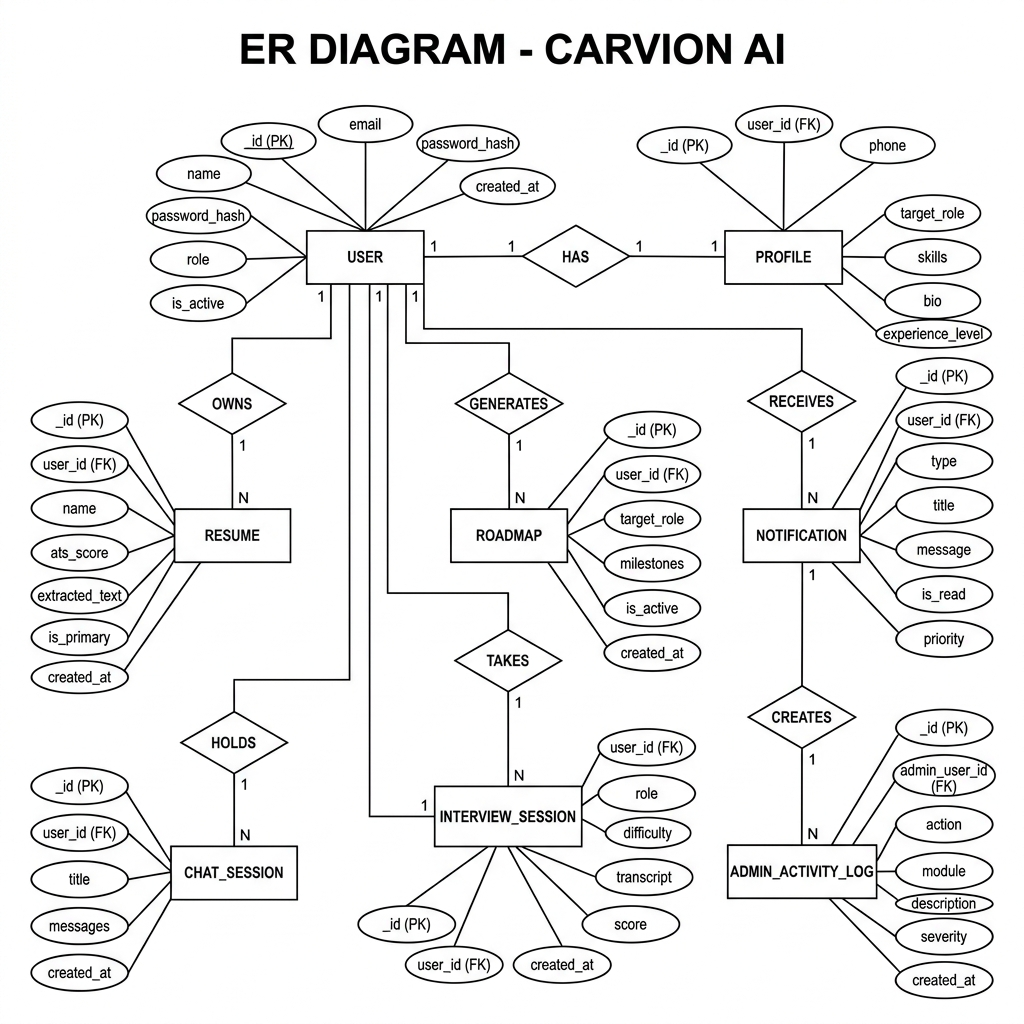 ER DIAGRAM - CARVION AI
_id (PK)
email
password_hash
name
created_at
password_hash
role
is_active
USER
1
1
HAS
1
1
_id (PK)
user_id (FK)
phone
PROFILE
target_role
skills
bio
experience_level
1
1
1
OWNS
1
N
GENERATES
1
N
RECEIVES
1
N
_id (PK)
user_id (FK)
name
ats_score
extracted_text
is_primary
created_at
RESUME
ROADMAP
_id (PK)
user_id (FK)
target_role
milestones
is_active
created_at
NOTIFICATION
_id (PK)
user_id (FK)
type
title
message
is_read
priority
1
TAKES
1
N
HOLDS
1
N
CREATES
1
N
_id (PK)
user_id (FK)
title
messages
created_at
CHAT_SESSION
1
INTERVIEW_SESSION
user_id (FK)
role
difficulty
transcript
score
_id (PK)
user_id (FK)
created_at
ADMIN_ACTIVITY_LOG
_id (PK)
admin_user_id
(FK)
action
module
description
severity
created_at